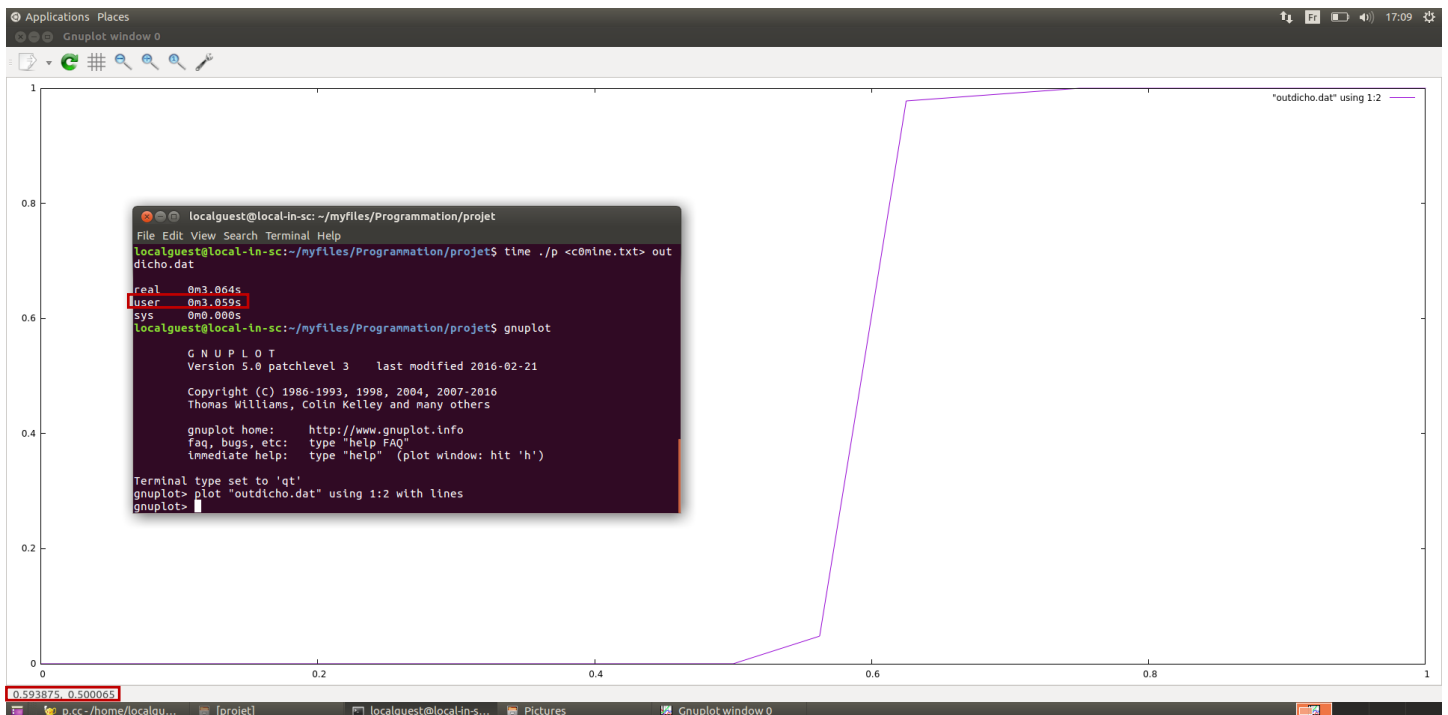 Applications Places
Fr
17:09
Gnuplot window 0
1
"outdicho.dat" using 1:2
0.8
localguest@local-in-sc: ~/myfiles/Programmation/projet
File Edit View Search Terminal Help
localguest@local-in-sc:~/myfiles/Programmation/projet$ time ./p <c0mine.txt> out
dicho.dat
real 0m3.064s
user 0m3.059s
sys 0m0.000s
localguest@local-in-sc:~/myfiles/Programmation/projet$ gnuplot
G N U P L O T
Version 5.0 patchlevel 3 last modified 2016-02-21
Copyright (C) 1986-1993, 1998, 2004, 2007-2016
Thomas Williams, Colin Kelley and many others
gnuplot home: http://www.gnuplot.info
faq, bugs, etc: type "help FAQ"
immediate help: type "help" (plot window: hit 'h')
Terminal type set to 'qt'
gnuplot> plot "outdicho.dat" using 1:2 with lines
gnuplot>
0.6
0.4
0.2
0
0 0.2 0.4 0.6 0.8 1
0.593875, 0.500065
p.cc - /home/localgu... [projet] localguest@local-in-s... Pictures Gnuplot window 0